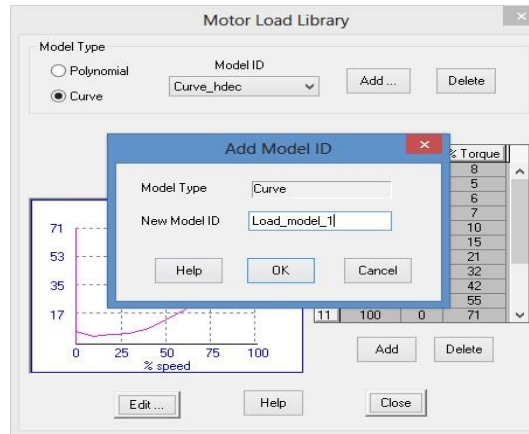 Motor Load Library
Model Type
Polynomial
Curve
Model ID
Curve_hdec
Add ...
Delete
Add Model ID
Model Type
Curve
New Model ID
Load_model_1
Help
OK
Cancel
% Torque
8
5
6
7
10
15
21
32
42
55
11 100 0 71
71
53
35
17
0 25 50 75 100
% speed
Add
Delete
Edit ...
Help
Close